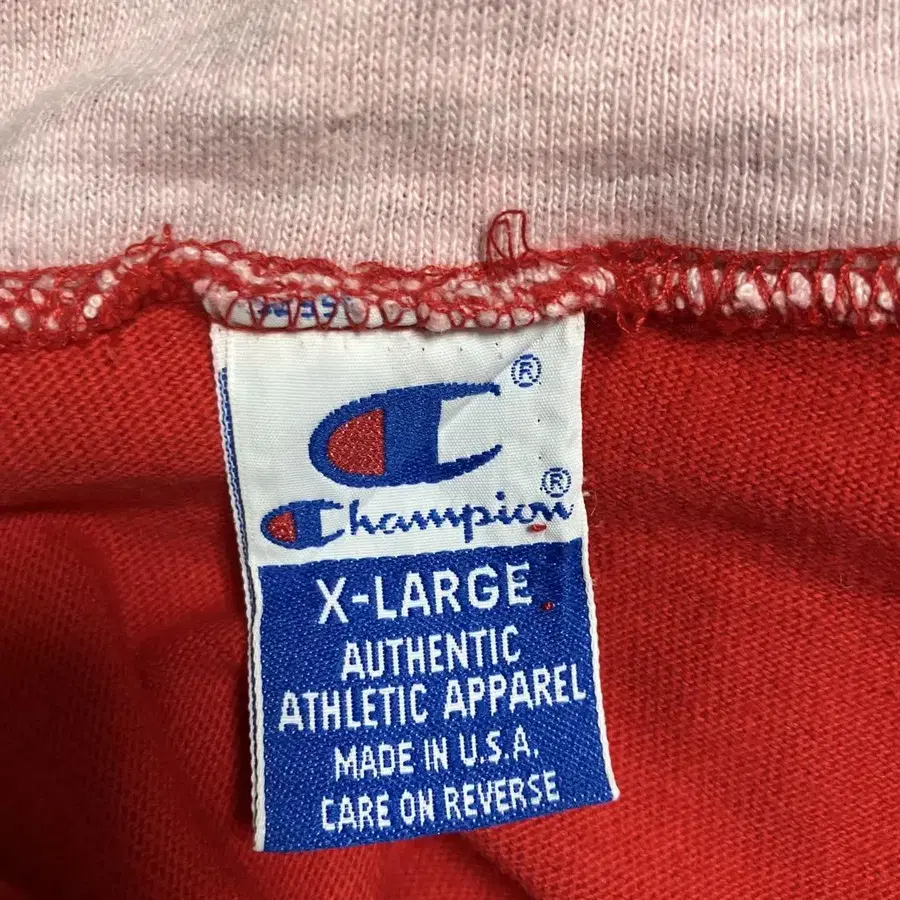 ®
Champion®
X-LARGE
AUTHENTIC
ATHLETIC APPAREL
MADE IN U.S.A.
CARE ON REVERSE